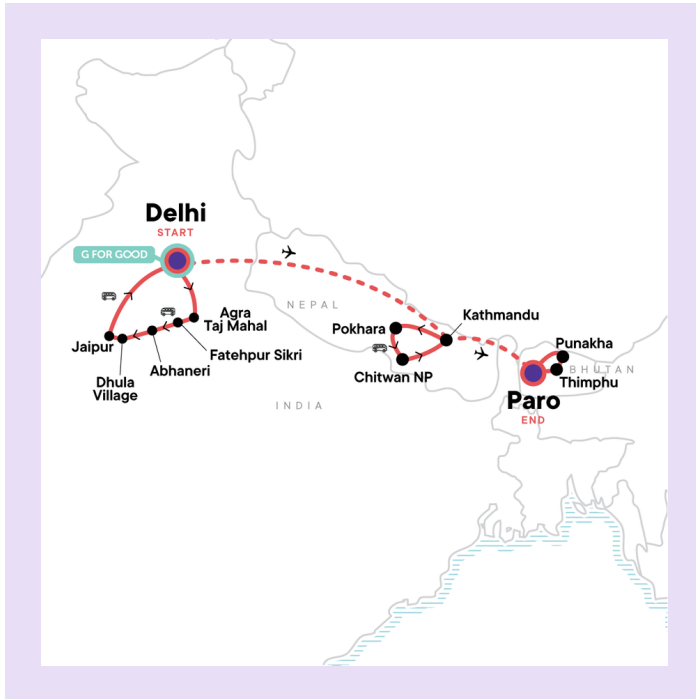 Delhi
START
G FOR GOOD
Agra
Taj Mahal
Jaipur
Fatehpur Sikri
Abhaneri
Dhula
Village
NEPAL
Kathmandu
Pokhara
Chitwan NP
Punakha
BHUTAN
Thimphu
Paro
END
INDIA